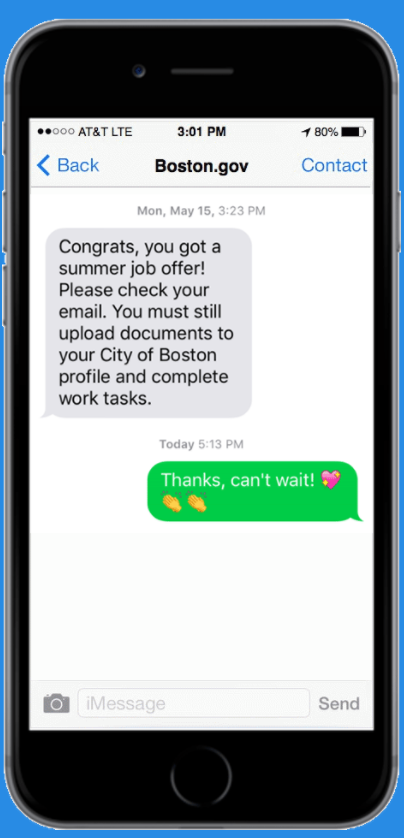 AT&T LTE 3:01 PM 80%
Back Boston.gov Contact
Mon, May 15, 3:23 PM
Congrats, you got a
summer job offer!
Please check your
email. You must still
upload documents to
your City of Boston
profile and complete
work tasks.
Today 5:13 PM
Thanks, can't wait! 💖
👏 👏
iMessage Send